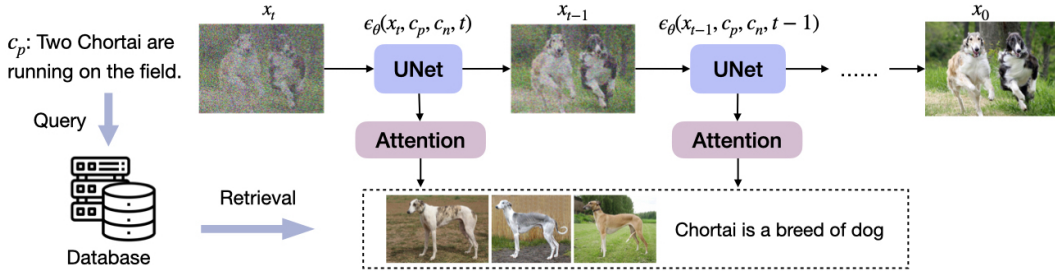 x_t
ϵ_θ(x_t, c_p, c_n, t)
x_{t−1}
ϵ_θ(x_{t−1}, c_p, c_n, t − 1)
x_0
c_p: Two Chortai are
running on the field.
UNet
UNet
......
Query
Attention
Attention
Retrieval
Chortai is a breed of dog
Database